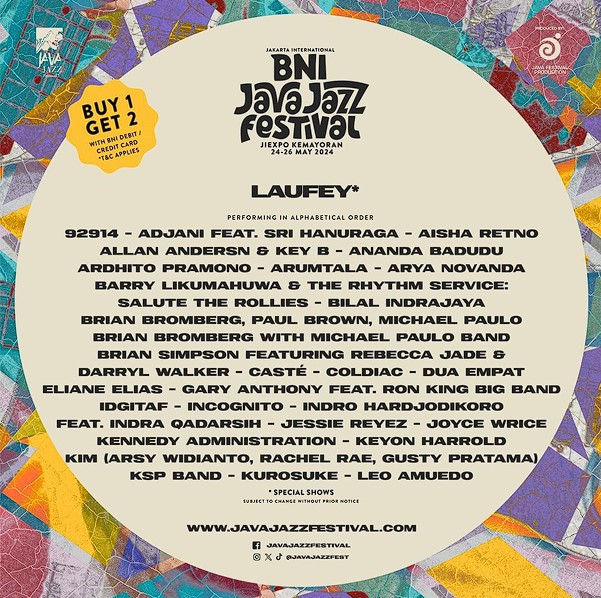 JAVA
JAZZ
PRODUCED BY
JAVA FESTIVAL
PRODUCTION
JAKARTA INTERNATIONAL
BNI
Java Jazz
FESTIVAL
JIEXPO KEMAYORAN
24-26 MAY 2024
BUY 1
GET 2
WITH BNI DEBIT /
CREDIT CARD
*T&C APPLIES
LAUFEY*
PERFORMING IN ALPHABETICAL ORDER
92914 - ADJANI FEAT. SRI HANURAGA - AISHA RETNO
ALLAN ANDERSN & KEY B - ANANDA BADUDU
ARDHITO PRAMONO - ARUMTALA - ARYA NOVANDA
BARRY LIKUMAHUWA & THE RHYTHM SERVICE:
SALUTE THE ROLLIES - BILAL INDRAJAYA
BRIAN BROMBERG, PAUL BROWN, MICHAEL PAULO
BRIAN BROMBERG WITH MICHAEL PAULO BAND
BRIAN SIMPSON FEATURING REBECCA JADE &
DARRYL WALKER - CASTÉ - COLDIAC - DUA EMPAT
ELIANE ELIAS - GARY ANTHONY FEAT. RON KING BIG BAND
IDGITAF - INCOGNITO - INDRO HARDJODIKORO
FEAT. INDRA QADARSIH - JESSIE REYEZ - JOYCE WRICE
KENNEDY ADMINISTRATION - KEYON HARROLD
KIM (ARSY WIDIANTO, RACHEL RAE, GUSTY PRATAMA)
KSP BAND - KUROSUKE - LEO AMUEDO
* SPECIAL SHOWS
SUBJECT TO CHANGE WITHOUT PRIOR NOTICE
WWW.JAVAJAZZFESTIVAL.COM
JAVAJAZZFESTIVAL
@JAVAJAZZFEST